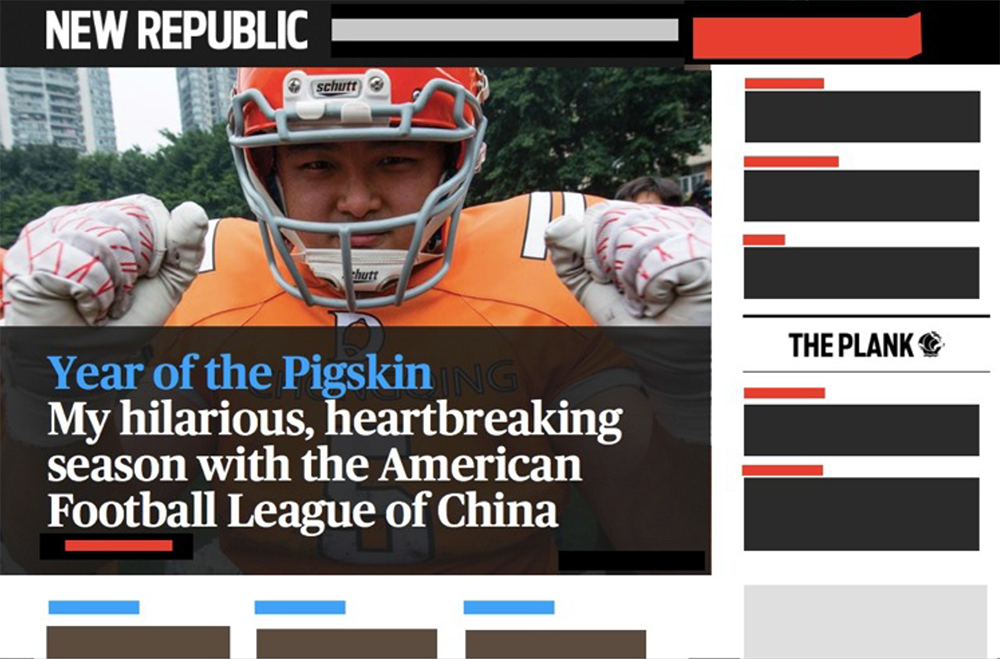 NEW REPUBLIC
schutt
schutt
Year of the Pigskin
My hilarious, heartbreaking
season with the American
Football League of China
THE PLANK